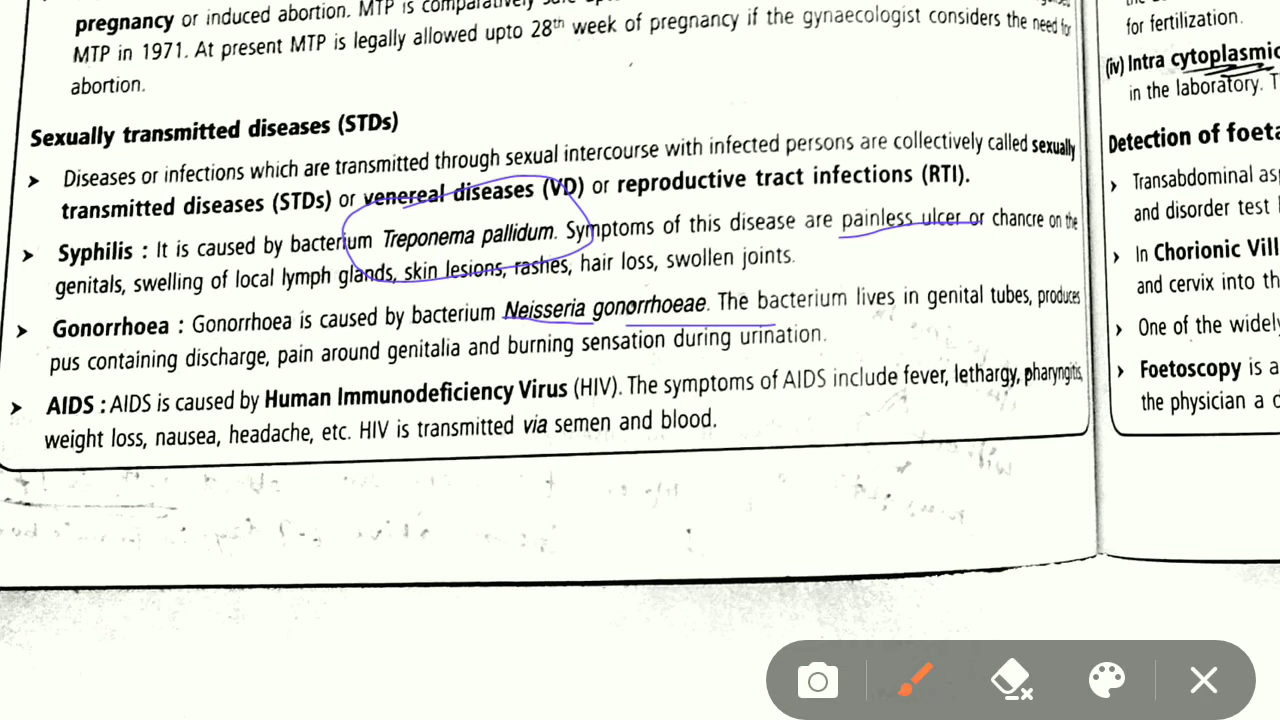 pregnancy or induced abortion. MTP is comparatively safe
MTP in 1971. At present MTP is legally allowed upto 28th week of pregnancy if the gynaecologist considers the need for
abortion.
Sexually transmitted diseases (STDs)
➤ Diseases or infections which are transmitted through sexual intercourse with infected persons are collectively called sexually
transmitted diseases (STDs) or venereal diseases (VD) or reproductive tract infections (RTI).
➤ Syphilis : It is caused by bacterium Treponema pallidum. Symptoms of this disease are painless ulcer or chancre on the
genitals, swelling of local lymph glands, skin lesions, rashes, hair loss, swollen joints.
➤ Gonorrhoea : Gonorrhoea is caused by bacterium Neisseria gonorrhoeae. The bacterium lives in genital tubes, produces
pus containing discharge, pain around genitalia and burning sensation during urination.
➤ AIDS : AIDS is caused by Human Immunodeficiency Virus (HIV). The symptoms of AIDS include fever, lethargy, pharyngitis,
weight loss, nausea, headache, etc. HIV is transmitted via semen and blood.
for fertilization.
(iv) Intra cytoplasmic
in the laboratory.
Detection of foeta
Transabdominal
and disorder test
In Chorionic Vill
and cervix into
One of the widely
Foetoscopy is a
the physician a